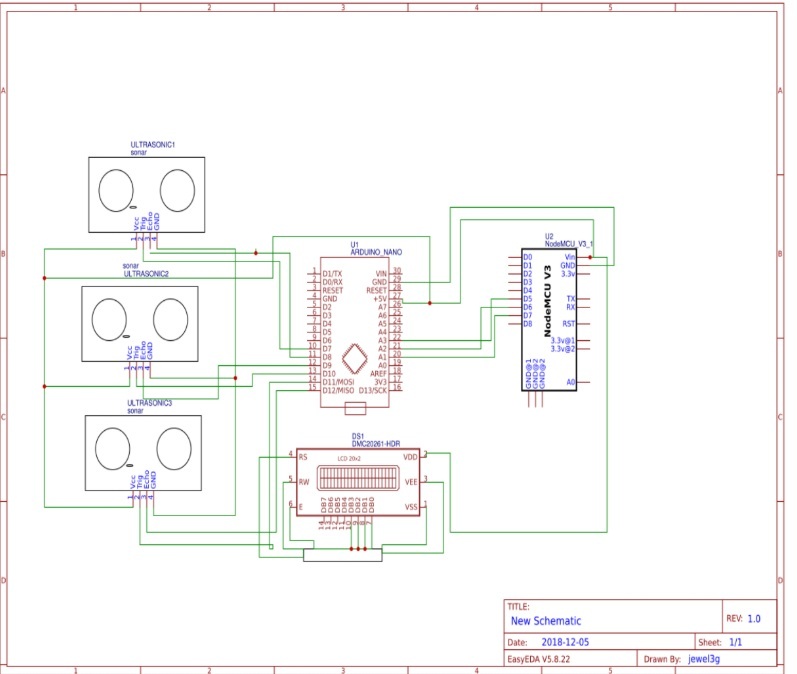 1 2 3 4 5
A A
B B
C C
D D
ULTRASONIC1
sonar
Vcc Trig Echo GND
1 2 3 4
sonar
ULTRASONIC2
Vcc Trig Echo GND
1 2 3 4
ULTRASONIC3
sonar
Vcc Trig Echo GND
1 2 3 4
U1
ARDUINO_NANO
1 D1/TX VIN 30
2 D0/RX GND 29
3 RESET RESET 28
4 GND +5V 27
5 D2 A7 26
6 D3 A6 25
7 D4 A5 24
8 D5 A4 23
9 D6 A3 22
10 D7 A2 21
11 D8 A1 20
12 D9 A0 19
13 D10 AREF 18
14 D11/MOSI 3V3 17
15 D12/MISO D13/SCK 16
U2
NodeMCU_V3_1
NodeMCU V3
D0 Vin
D1 GND
D2 3.3v
D3
D4
D5 TX
D6 RX
D7
D8 RST
3.3v@1
3.3v@2
A0
GND@1
GND@2
GND@2
DS1
DMC20261-HDR
LCD 20x2
4 RS VDD 2
5 RW VEE 3
6 E VSS 1
DB7 DB6 DB5 DB4 DB3 DB2 DB1 DB0
14 13 12 11 10 9 8 7
TITLE:
New Schematic
REV: 1.0
Date: 2018-12-05
Sheet: 1/1
EasyEDA V5.8.22
Drawn By: jewel3g
1 2 3 4 5